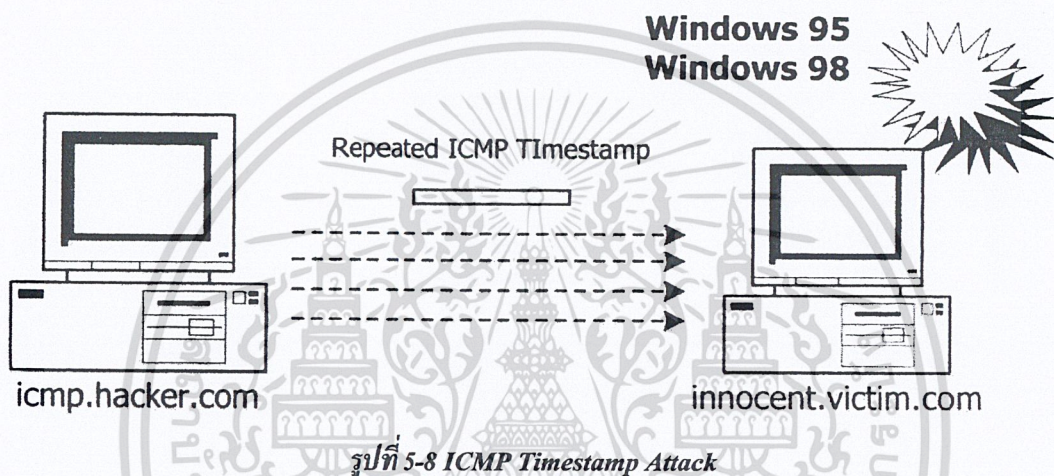 Windows 95
Windows 98
Repeated ICMP TImestamp
icmp.hacker.com
innocent.victim.com
รูปที่ 5-8 ICMP Timestamp Attack